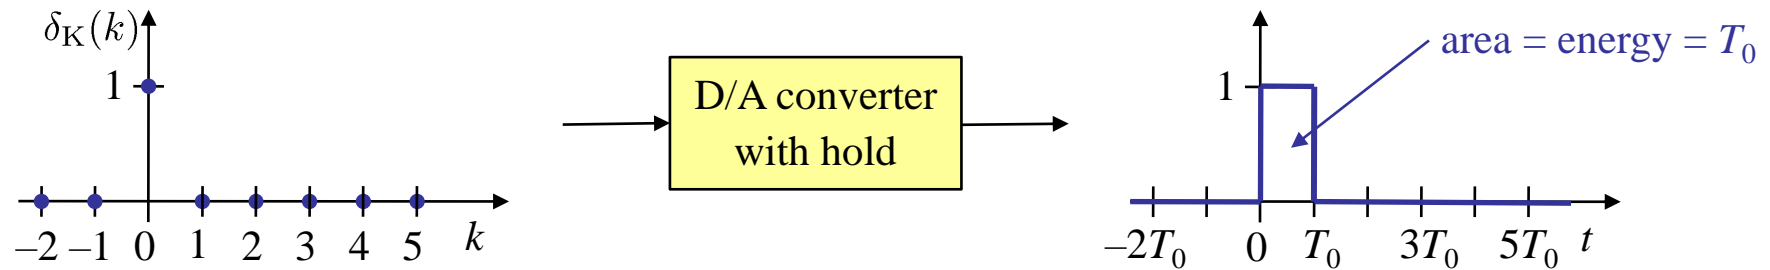 δ_K(k)
1
–2 –1 0 1 2 3 4 5 k
D/A converter
with hold
area = energy = T₀
1
–2T₀ 0 T₀ 3T₀ 5T₀ t